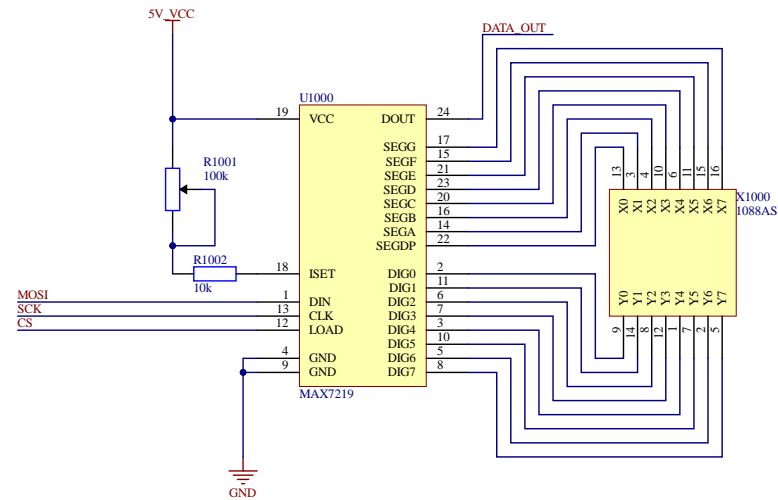 5V_VCC
DATA_OUT
U1000
19 VCC DOUT 24
SEGG 17
SEGF 15
SEGE 21
SEGD 23
SEGC 20
SEGB 16
SEGA 14
SEGDP 22
R1001
100k
R1002
10k
18 ISET DIG0 2
DIG1 11
MOSI 1 DIN DIG2 6
SCK 13 CLK DIG3 7
CS 12 LOAD DIG4 3
DIG5 10
4 GND DIG6 5
9 GND DIG7 8
MAX7219
13 3 4 10 6 11 15 16
X0 X1 X2 X3 X4 X5 X6 X7
X1000
1088AS
Y0 Y1 Y2 Y3 Y4 Y5 Y6 Y7
9 14 8 12 1 7 2 5
GND